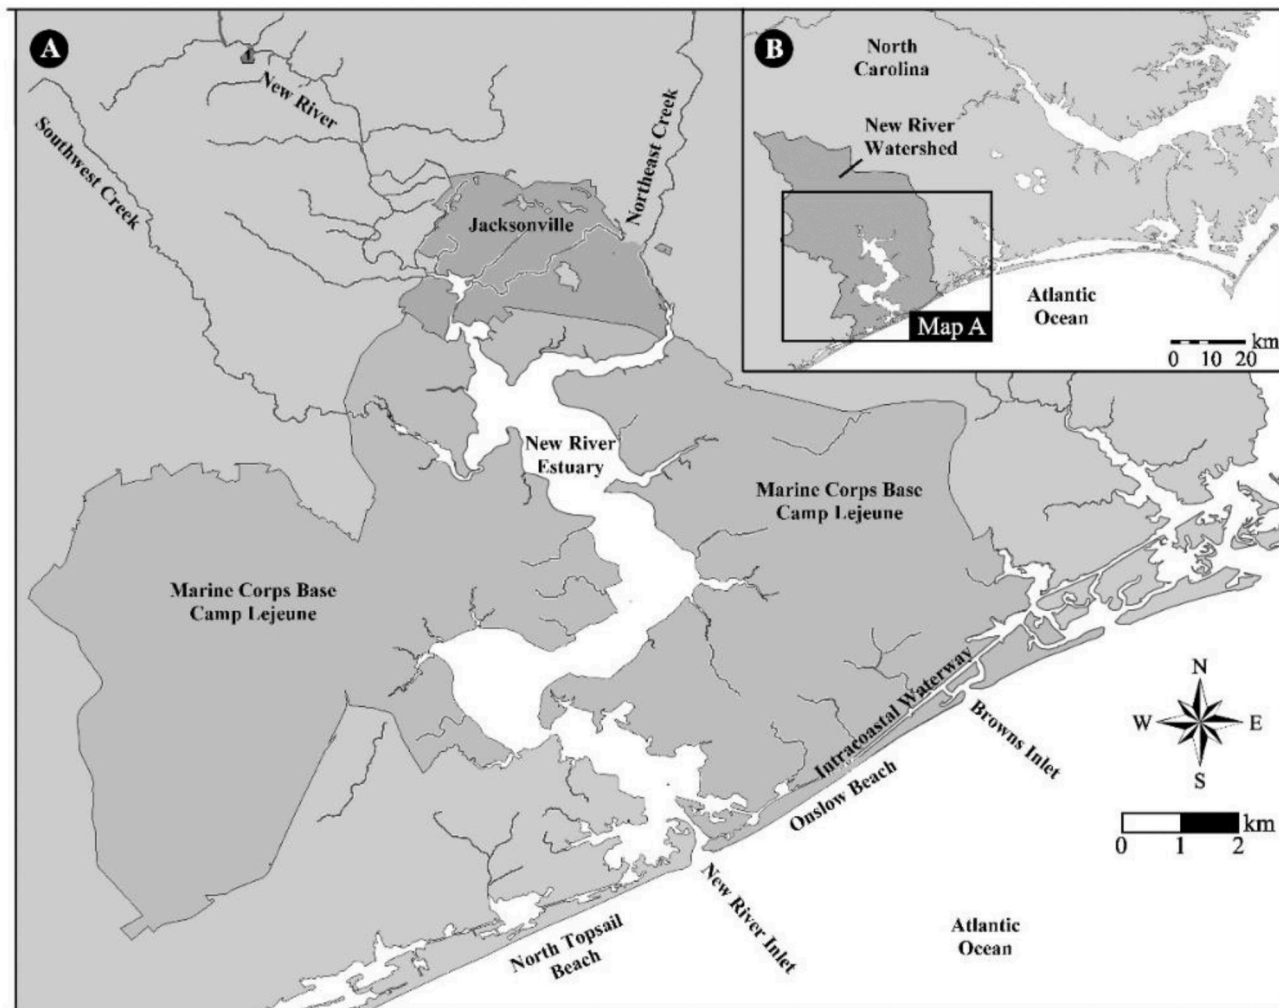 A
New River
Southwest Creek
Northeast Creek
Jacksonville
B
North
Carolina
New River
Watershed
Atlantic
Ocean
Map A
km
0 10 20
New River
Estuary
Marine Corps Base
Camp Lejeune
Marine Corps Base
Camp Lejeune
Intracoastal Waterway
Onslow Beach
Browns Inlet
N
W E
S
km
0 1 2
New River Inlet
North Topsail
Beach
Atlantic
Ocean